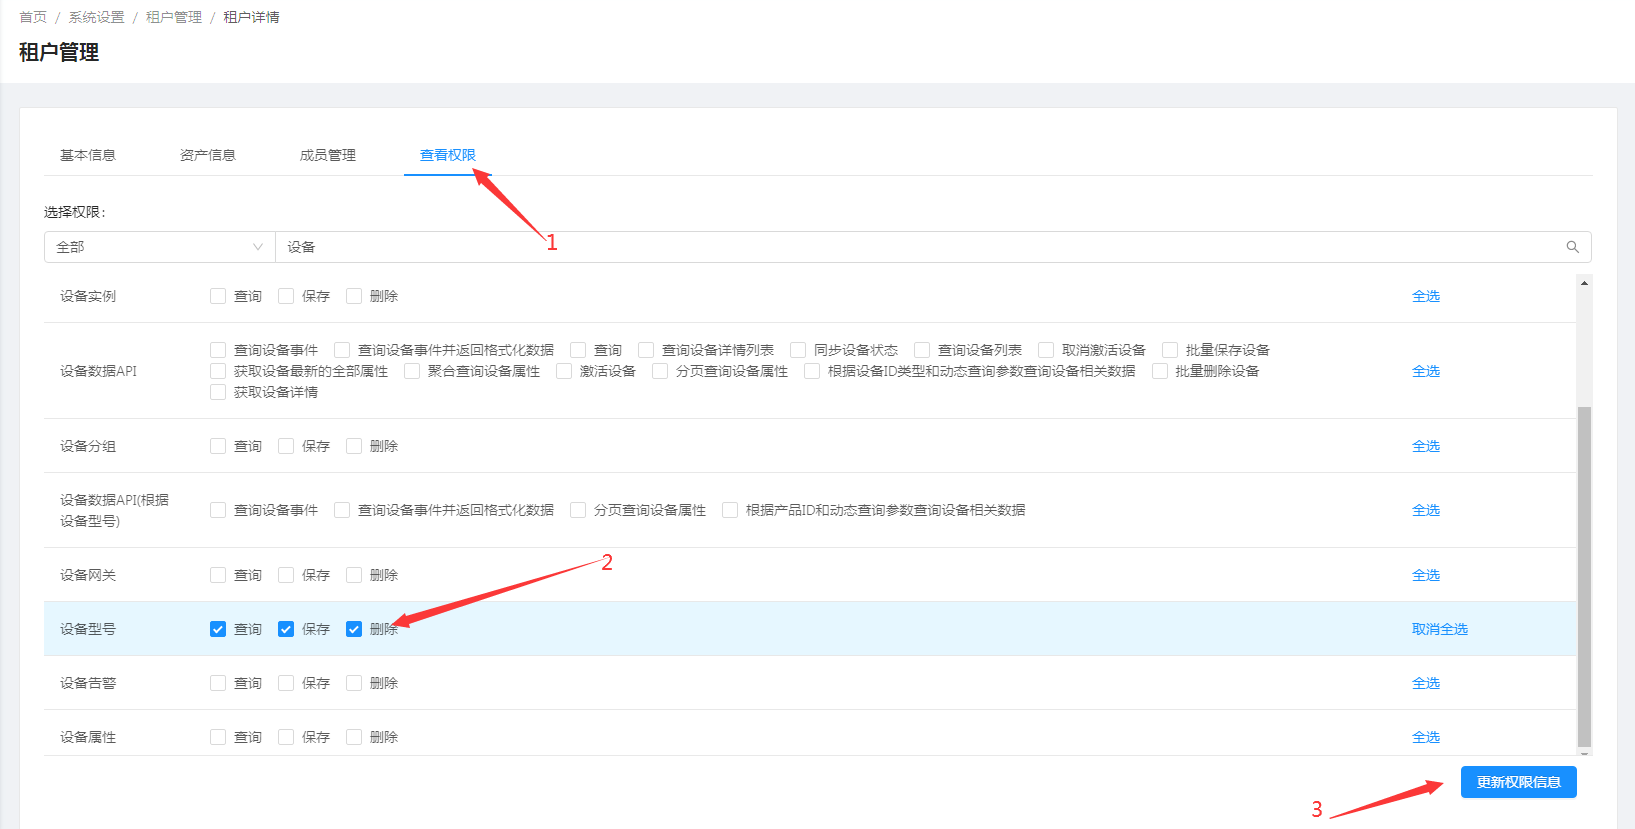 首页 / 系统设置 / 租户管理 / 租户详情
租户管理
基本信息 资产信息 成员管理 查看权限
选择权限:
1
全部 设备
设备实例 查询 保存 删除 全选
查询设备事件 查询设备事件并返回格式化数据 查询 查询设备详情列表 同步设备状态 查询设备列表 取消激活设备 批量保存设备
设备数据API 获取设备最新的全部属性 聚合查询设备属性 激活设备 分页查询设备属性 根据设备ID类型和动态查询参数查询设备相关数据 批量删除设备 全选
获取设备详情
设备分组 查询 保存 删除 全选
设备数据API(根据
设备型号)
查询设备事件 查询设备事件并返回格式化数据 分页查询设备属性 根据产品ID和动态查询参数查询设备相关数据 全选
2
设备网关 查询 保存 删除 全选
设备型号 查询 保存 删除 取消全选
设备告警 查询 保存 删除 全选
设备属性 查询 保存 删除 全选
更新权限信息
3